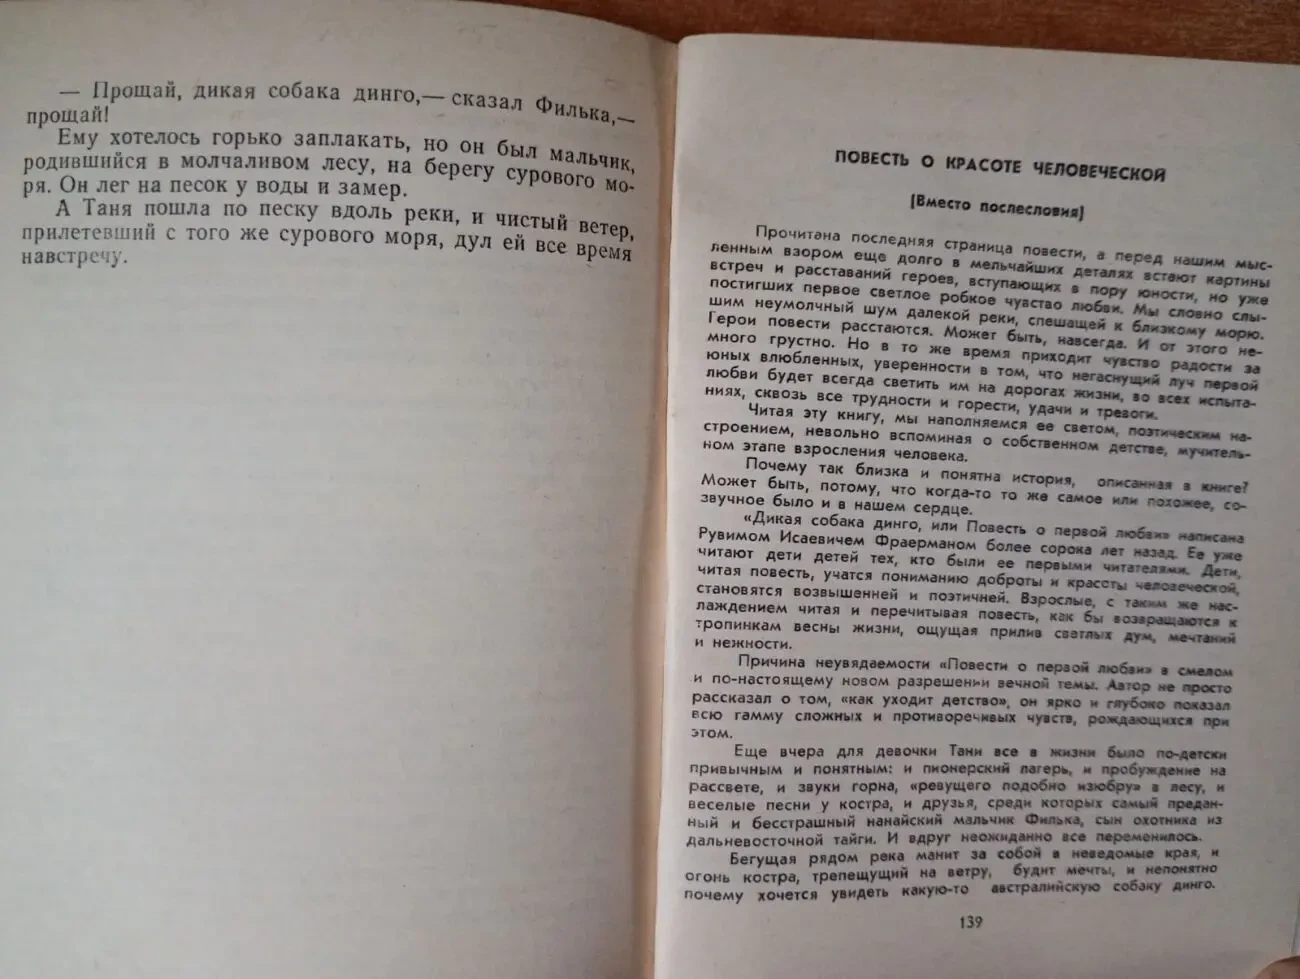 — Прощай, дикая собака динго,— сказал Филька,—
прощай!
Ему хотелось горько заплакать, но он был мальчик,
родившийся в молчаливом лесу, на берегу сурового мо-
ря. Он лег на песок у воды и замер.
А Таня пошла по песку вдоль реки, и чистый ветер,
прилетевший с того же сурового моря, дул ей все время
навстречу.
ПОВЕСТЬ О КРАСОТЕ ЧЕЛОВЕЧЕСКОЙ
(Вместо послесловия)
Прочитана последняя страница повести, а перед нашим мыс-
ленным взором еще долго в мельчайших деталях встают картины
встреч и расставаний героев, вступающих в пору юности, но уже
постигших первое светлое робкое чувство любви. Мы словно слы-
шим неумолчный шум далекой реки, спешащей к близкому морю.
Герои повести расстаются. Может быть, навсегда. И от этого не-
много грустно. Но в то же время приходит чувство радости за
юных влюбленных, уверенности в том, что негаснущий луч первой
любви будет всегда светить им на дорогах жизни, во всех испыта-
ниях, сквозь все трудности и горести, удачи и тревоги.
Читая эту книгу, мы наполняемся ее светом, поэтическим на-
строением, невольно вспоминая о собственном детстве, мучитель-
ном этапе взросления человека.
Почему так близка и понятна история, описанная в книге?
Может быть, потому, что когда-то то же самое или похожее, со-
звучное было и в нашем сердце.
«Дикая собака динго, или Повесть о первой любви» написана
Рувимом Исаевичем Фраерманом более сорока лет назад. Ее уже
читают дети детей тех, кто были ее первыми читателями. Дети,
читая повесть, учатся пониманию доброты и красоты человеческой,
становятся возвышенней и поэтичней. Взрослые, с таким же нас-
лаждением читая и перечитывая повесть, как бы возвращаются к
тропинкам весны жизни, ощущая прилив светлых дум, мечтаний
и нежности.
Причина неувядаемости «Повести о первой любви» в смелом
и по-настоящему новом разрешении вечной темы. Автор не просто
рассказал о том, «как уходит детство», он ярко и глубоко показал
всю гамму сложных и противоречивых чувств, рождающихся при
этом.
Еще вчера для девочки Тани все в жизни было по-детски
привычным и понятным: и пионерский лагерь, и пробуждение на
рассвете, и звуки горна, «ревущего подобно изюбру» в лесу, и
веселые песни у костра, и друзья, среди которых самый предан-
ный и бесстрашный нанайский мальчик Филька, сын охотника из
дальневосточной тайги. И вдруг неожиданно все переменилось.
Бегущая рядом река манит за собой в неведомые края, и
огонь костра, трепещущий на ветру, будит мечты, и непонятно
почему хочется увидеть какую-то австралийскую собаку динго.
139